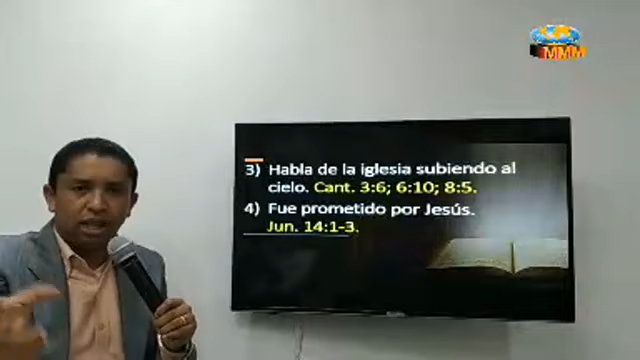 MMM
3) Habla de la iglesia subiendo al
cielo. Cant. 3:6; 6:10; 8:5.
4) Fue prometido por Jesús.
Jun. 14:1-3.